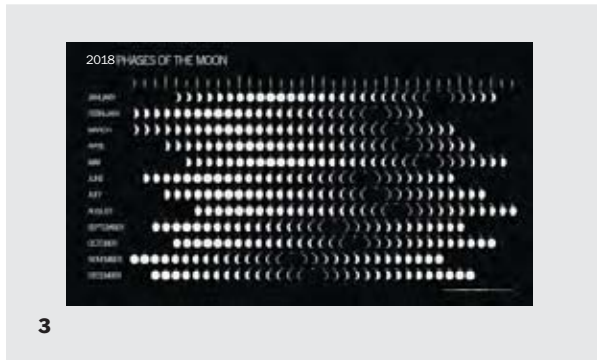 2018 PHASES OF THE MOON
JANUARY
FEBRUARY
MARCH
APRIL
MAY
JUNE
JULY
AUGUST
SEPTEMBER
OCTOBER
NOVEMBER
DECEMBER
3